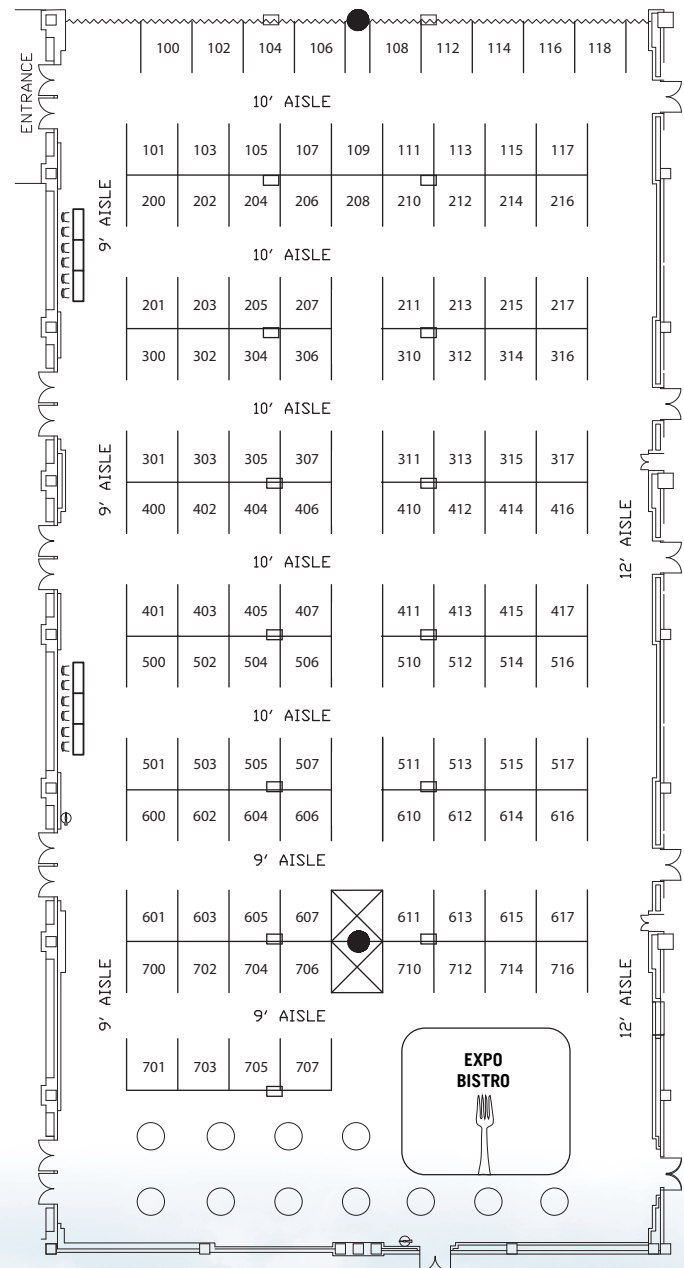 ENTRANCE
100 102 104 106 108 112 114 116 118
10' AISLE
101 103 105 107 109 111 113 115 117
200 202 204 206 208 210 212 214 216
9' AISLE
10' AISLE
201 203 205 207 211 213 215 217
300 302 304 306 310 312 314 316
10' AISLE
301 303 305 307 311 313 315 317
9' AISLE
400 402 404 406 410 412 414 416
12' AISLE
10' AISLE
401 403 405 407 411 413 415 417
500 502 504 506 510 512 514 516
10' AISLE
501 503 505 507 511 513 515 517
600 602 604 606 610 612 614 616
9' AISLE
601 603 605 607 611 613 615 617
700 702 704 706 710 712 714 716
9' AISLE
12' AISLE
9' AISLE
701 703 705 707
EXPO
BISTRO